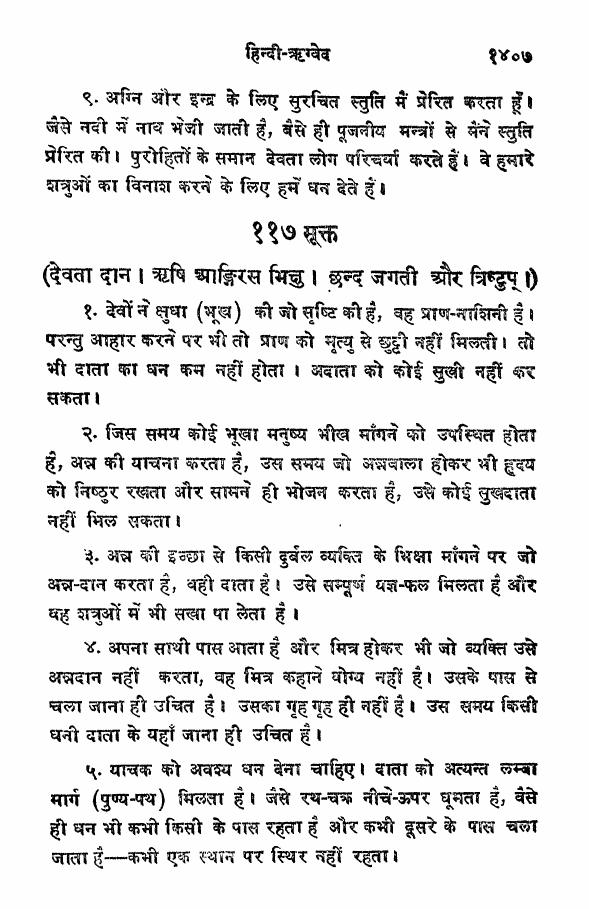 हिन्दी-ऋग्वेद १४०७
९. अग्नि और इन्द्र के लिए सुरचित स्तुति मैं प्रेरित करता हूँ।
जैसे नदी में नाव भेजी जाती है, वैसे ही पूजनीय मन्त्रों से मैंने स्तुति
प्रेरित की। पुरोहितों के समान देवता लोग परिचर्या करते हैं। वे हमारे
शत्रुओं का विनाश करने के लिए हमें धन देते हैं।
११७ सूक्त
(देवता दान। ऋषि आङ्गिरस भिक्षु। छन्द जगती और त्रिष्टुप्।)
१. देवों ने क्षुधा (भूख) की जो सृष्टि की है, वह प्राण-नाशिनी है।
परन्तु आहार करने पर भी तो प्राण को मृत्यु से छुट्टी नहीं मिलती। तो
भी दाता का धन कम नहीं होता। अदाता को कोई सुखी नहीं कर
सकता।
२. जिस समय कोई भूखा मनुष्य भीख माँगने को उपस्थित होता
है, अन्न की याचना करता है, उस समय जो अन्नवाला होकर भी हृदय
को निष्ठुर रखता और सामने ही भोजन करता है, उसे कोई सुखदाता
नहीं मिल सकता।
३. अन्न की इच्छा से किसी दुर्बल व्यक्ति के भिक्षा माँगने पर जो
अन्न-दान करता है, वही दाता है। उसे सम्पूर्ण यज्ञ-फल मिलता है और
वह शत्रुओं में भी सखा पा लेता है।
४. अपना साथी पास आता है और मित्र होकर भी जो व्यक्ति उसे
अन्नदान नहीं करता, वह मित्र कहाने योग्य नहीं है। उसके पास से
चला जाना ही उचित है। उसका गृह गृह ही नहीं है। उस समय किसी
धनी दाता के यहाँ जाना ही उचित है।
५. याचक को अवश्य धन देना चाहिए। दाता को अत्यन्त लम्बा
मार्ग (पुण्य-पथ) मिलता है। जैसे रथ-चक्र नीचे-ऊपर घूमता है, वैसे
ही धन भी कभी किसी के पास रहता है और कभी दूसरे के पास चला
जाता है—कभी एक स्थान पर स्थिर नहीं रहता।